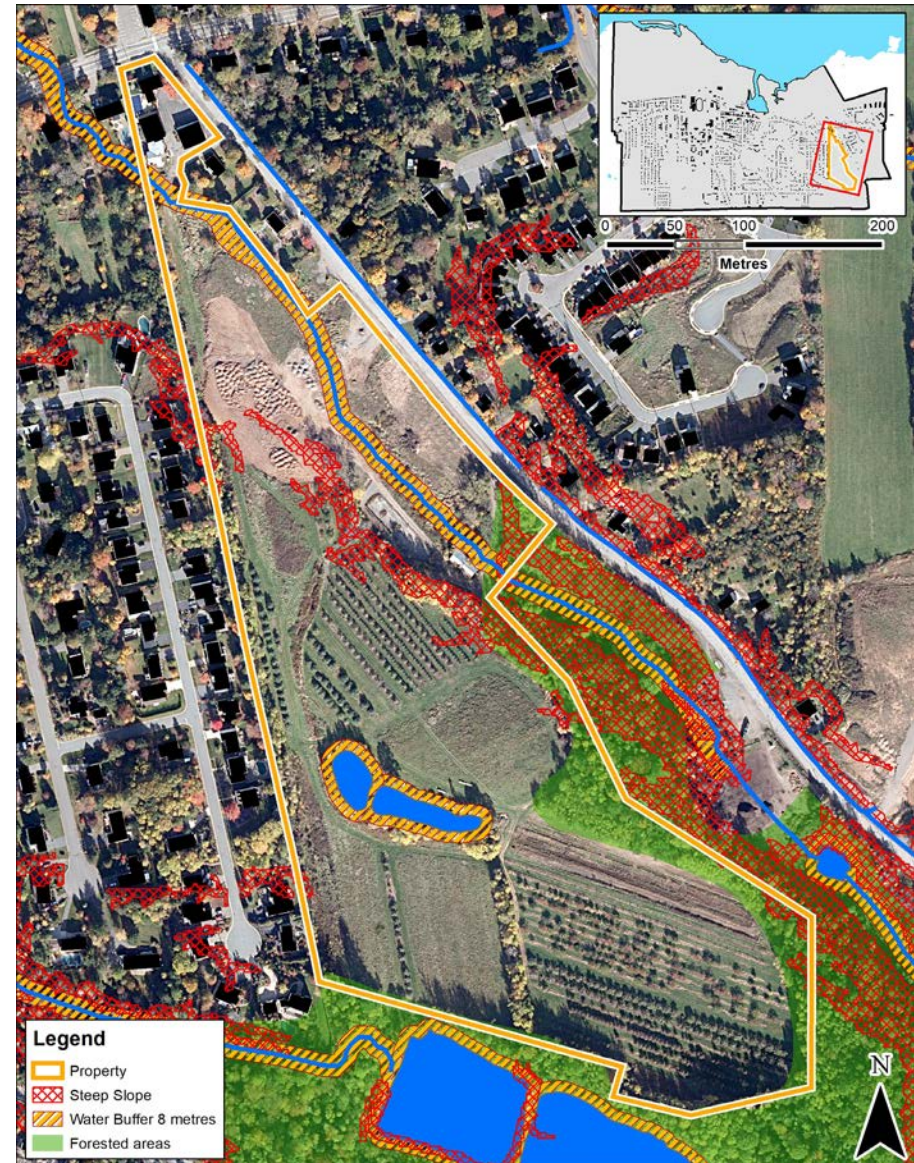 0 50 100 200
Metres
Legend
Property
Steep Slope
Water Buffer 8 metres
Forested areas
N